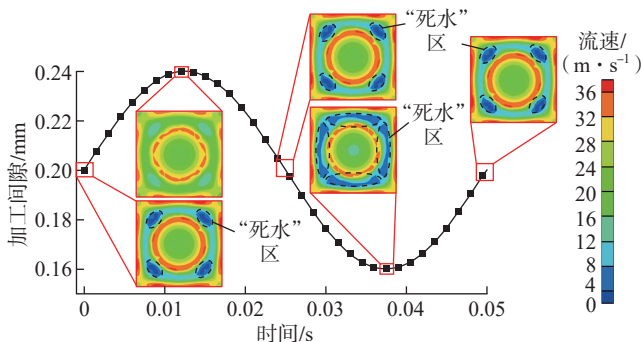 “死水”
区
“死水”
区
流速/
(m·s⁻¹)
36
32
28
24
20
16
12
8
4
0
0.24
0.22
0.20
0.18
0.16
加工间隙/mm
“死水”
区
“死水”
区
0
0.01
0.02
0.03
0.04
0.05
时间/s